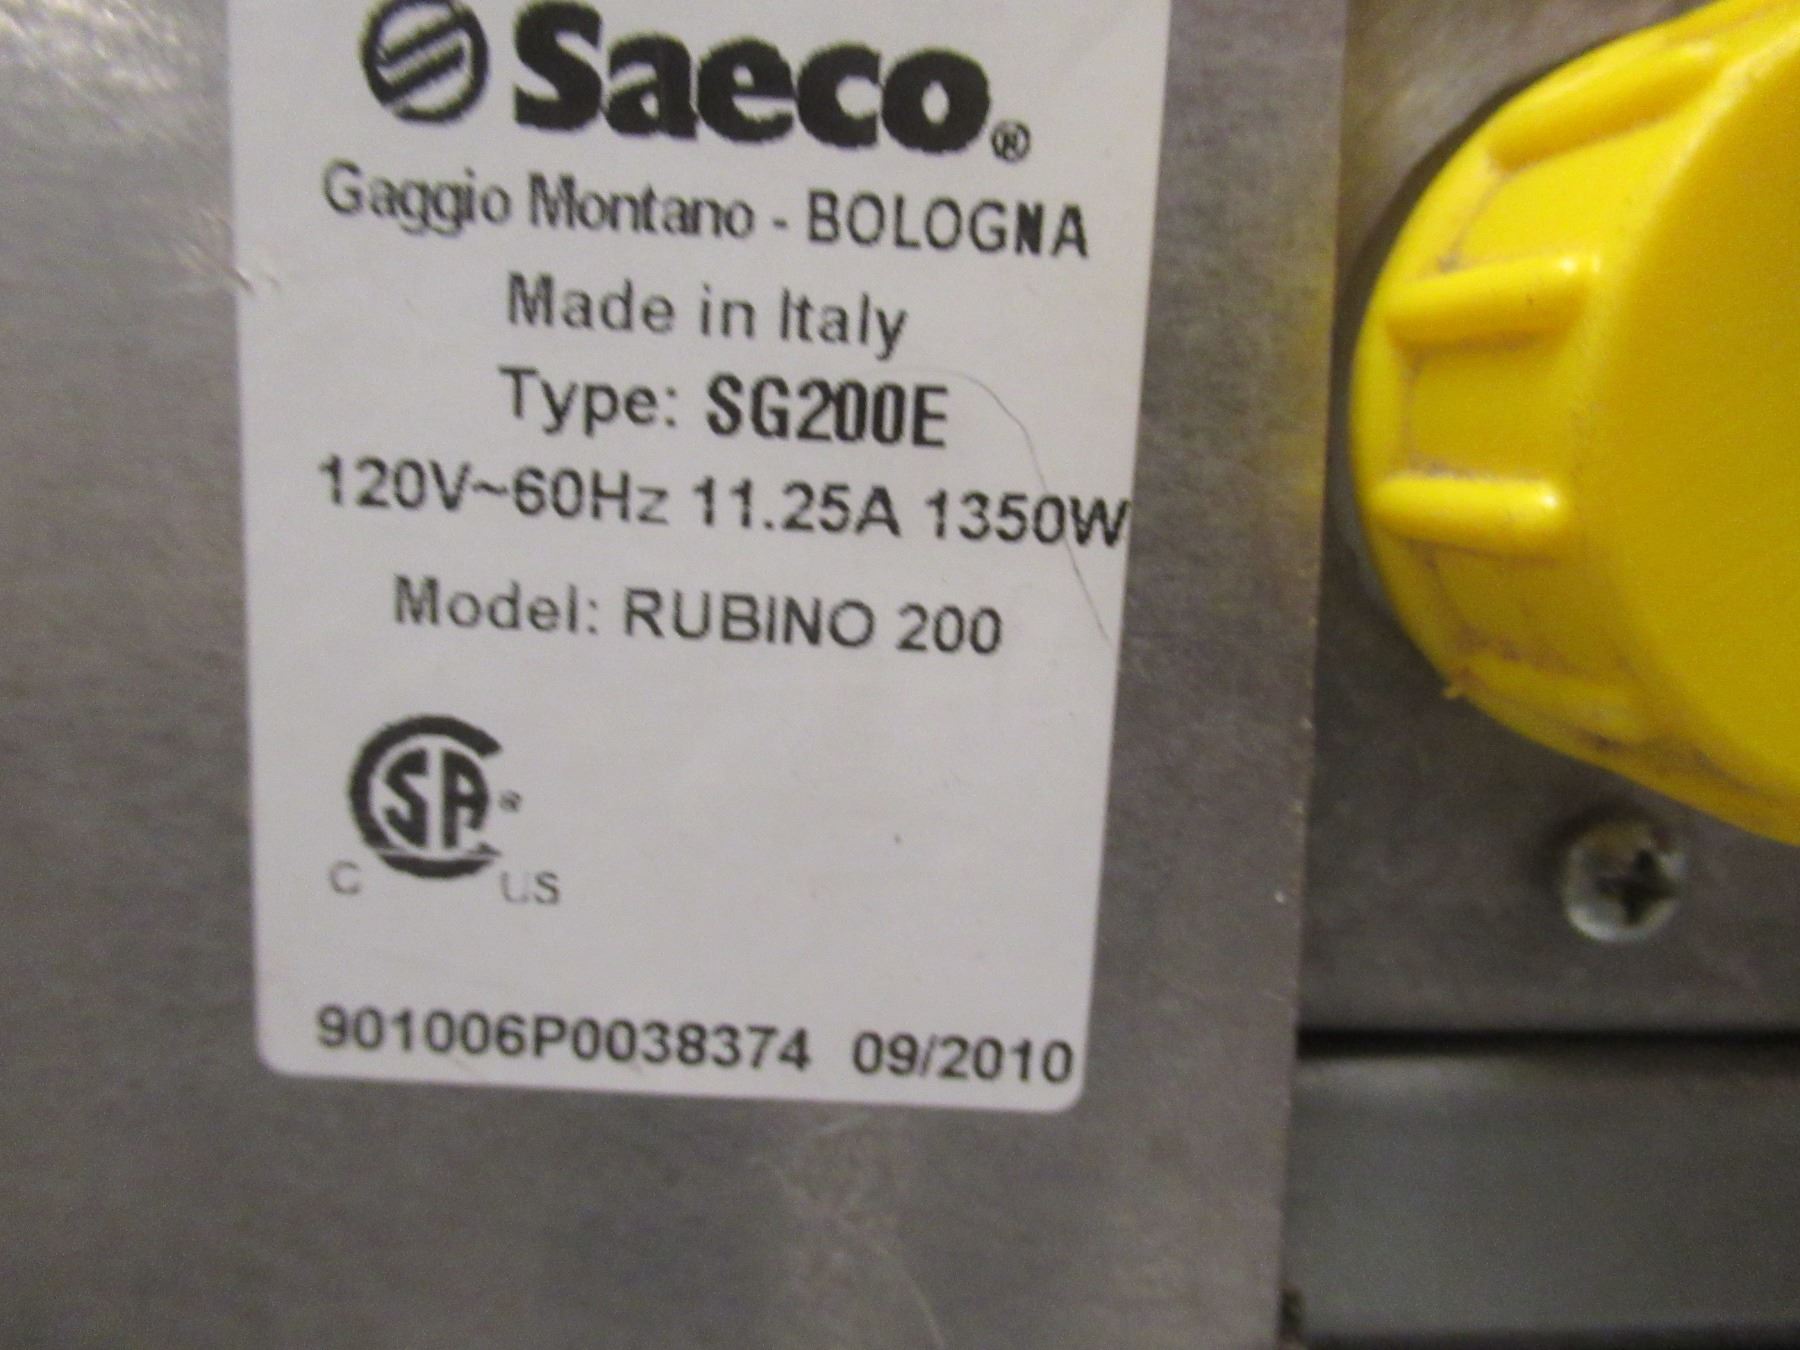 Saeco®
Gaggio Montano - BOLOGNA
Made in Italy
Type: SG200E
120V~60Hz 11.25A 1350W
Model: RUBINO 200
SA®
C US
901006P0038374 09/2010